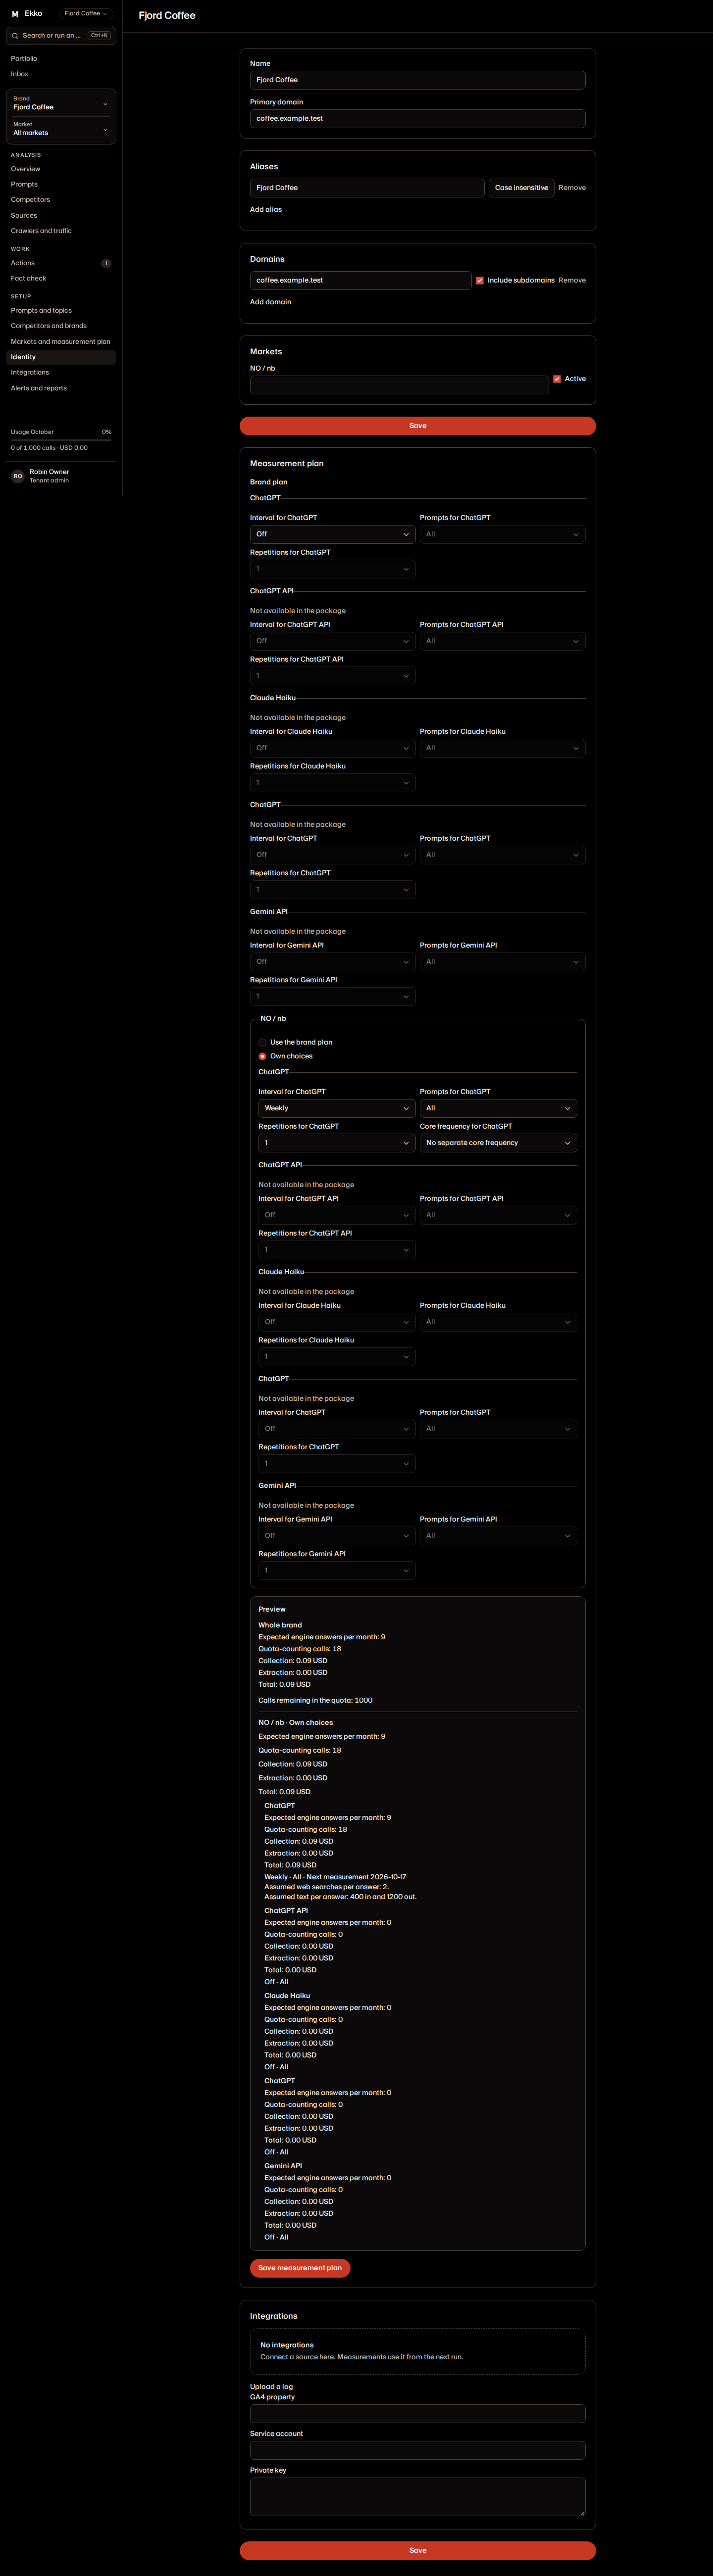 Ekko
Fjord Coffee
Search or run an ...
Ctrl+K
Portfolio
Inbox
Brand
Fjord Coffee
Market
All markets
ANALYSIS
Overview
Prompts
Competitors
Sources
Crawlers and traffic
WORK
Actions
1
Fact check
SETUP
Prompts and topics
Competitors and brands
Markets and measurement plan
Identity
Integrations
Alerts and reports
Usage October
0%
0 of 1,000 calls · USD 0.00
RO
Robin Owner
Tenant admin
Fjord Coffee
Name
Fjord Coffee
Primary domain
coffee.example.test
Aliases
Fjord Coffee
Case insensitive
Remove
Add alias
Domains
coffee.example.test
Include subdomains
Remove
Add domain
Markets
NO / nb
Active
Save
Measurement plan
Brand plan
ChatGPT
Interval for ChatGPT
Prompts for ChatGPT
Off
All
Repetitions for ChatGPT
1
ChatGPT API
Not available in the package
Interval for ChatGPT API
Prompts for ChatGPT API
Off
All
Repetitions for ChatGPT API
1
Claude Haiku
Not available in the package
Interval for Claude Haiku
Prompts for Claude Haiku
Off
All
Repetitions for Claude Haiku
1
ChatGPT
Not available in the package
Interval for ChatGPT
Prompts for ChatGPT
Off
All
Repetitions for ChatGPT
1
Gemini API
Not available in the package
Interval for Gemini API
Prompts for Gemini API
Off
All
Repetitions for Gemini API
1
NO / nb
Use the brand plan
Own choices
ChatGPT
Interval for ChatGPT
Prompts for ChatGPT
Weekly
All
Repetitions for ChatGPT
Core frequency for ChatGPT
1
No separate core frequency
ChatGPT API
Not available in the package
Interval for ChatGPT API
Prompts for ChatGPT API
Off
All
Repetitions for ChatGPT API
1
Claude Haiku
Not available in the package
Interval for Claude Haiku
Prompts for Claude Haiku
Off
All
Repetitions for Claude Haiku
1
ChatGPT
Not available in the package
Interval for ChatGPT
Prompts for ChatGPT
Off
All
Repetitions for ChatGPT
1
Gemini API
Not available in the package
Interval for Gemini API
Prompts for Gemini API
Off
All
Repetitions for Gemini API
1
Preview
Whole brand
Expected engine answers per month: 9
Quota-counting calls: 18
Collection: 0.09 USD
Extraction: 0.00 USD
Total: 0.09 USD
Calls remaining in the quota: 1000
NO / nb · Own choices
Expected engine answers per month: 9
Quota-counting calls: 18
Collection: 0.09 USD
Extraction: 0.00 USD
Total: 0.09 USD
ChatGPT
Expected engine answers per month: 9
Quota-counting calls: 18
Collection: 0.09 USD
Extraction: 0.00 USD
Total: 0.09 USD
Weekly · All · Next measurement 2026-10-17
Assumed web searches per answer: 2.
Assumed text per answer: 400 in and 1200 out.
ChatGPT API
Expected engine answers per month: 0
Quota-counting calls: 0
Collection: 0.00 USD
Extraction: 0.00 USD
Total: 0.00 USD
Off · All
Claude Haiku
Expected engine answers per month: 0
Quota-counting calls: 0
Collection: 0.00 USD
Extraction: 0.00 USD
Total: 0.00 USD
Off · All
ChatGPT
Expected engine answers per month: 0
Quota-counting calls: 0
Collection: 0.00 USD
Extraction: 0.00 USD
Total: 0.00 USD
Off · All
Gemini API
Expected engine answers per month: 0
Quota-counting calls: 0
Collection: 0.00 USD
Extraction: 0.00 USD
Total: 0.00 USD
Off · All
Save measurement plan
Integrations
No integrations
Connect a source here. Measurements use it from the next run.
Upload a log
GA4 property
Service account
Private key
Save